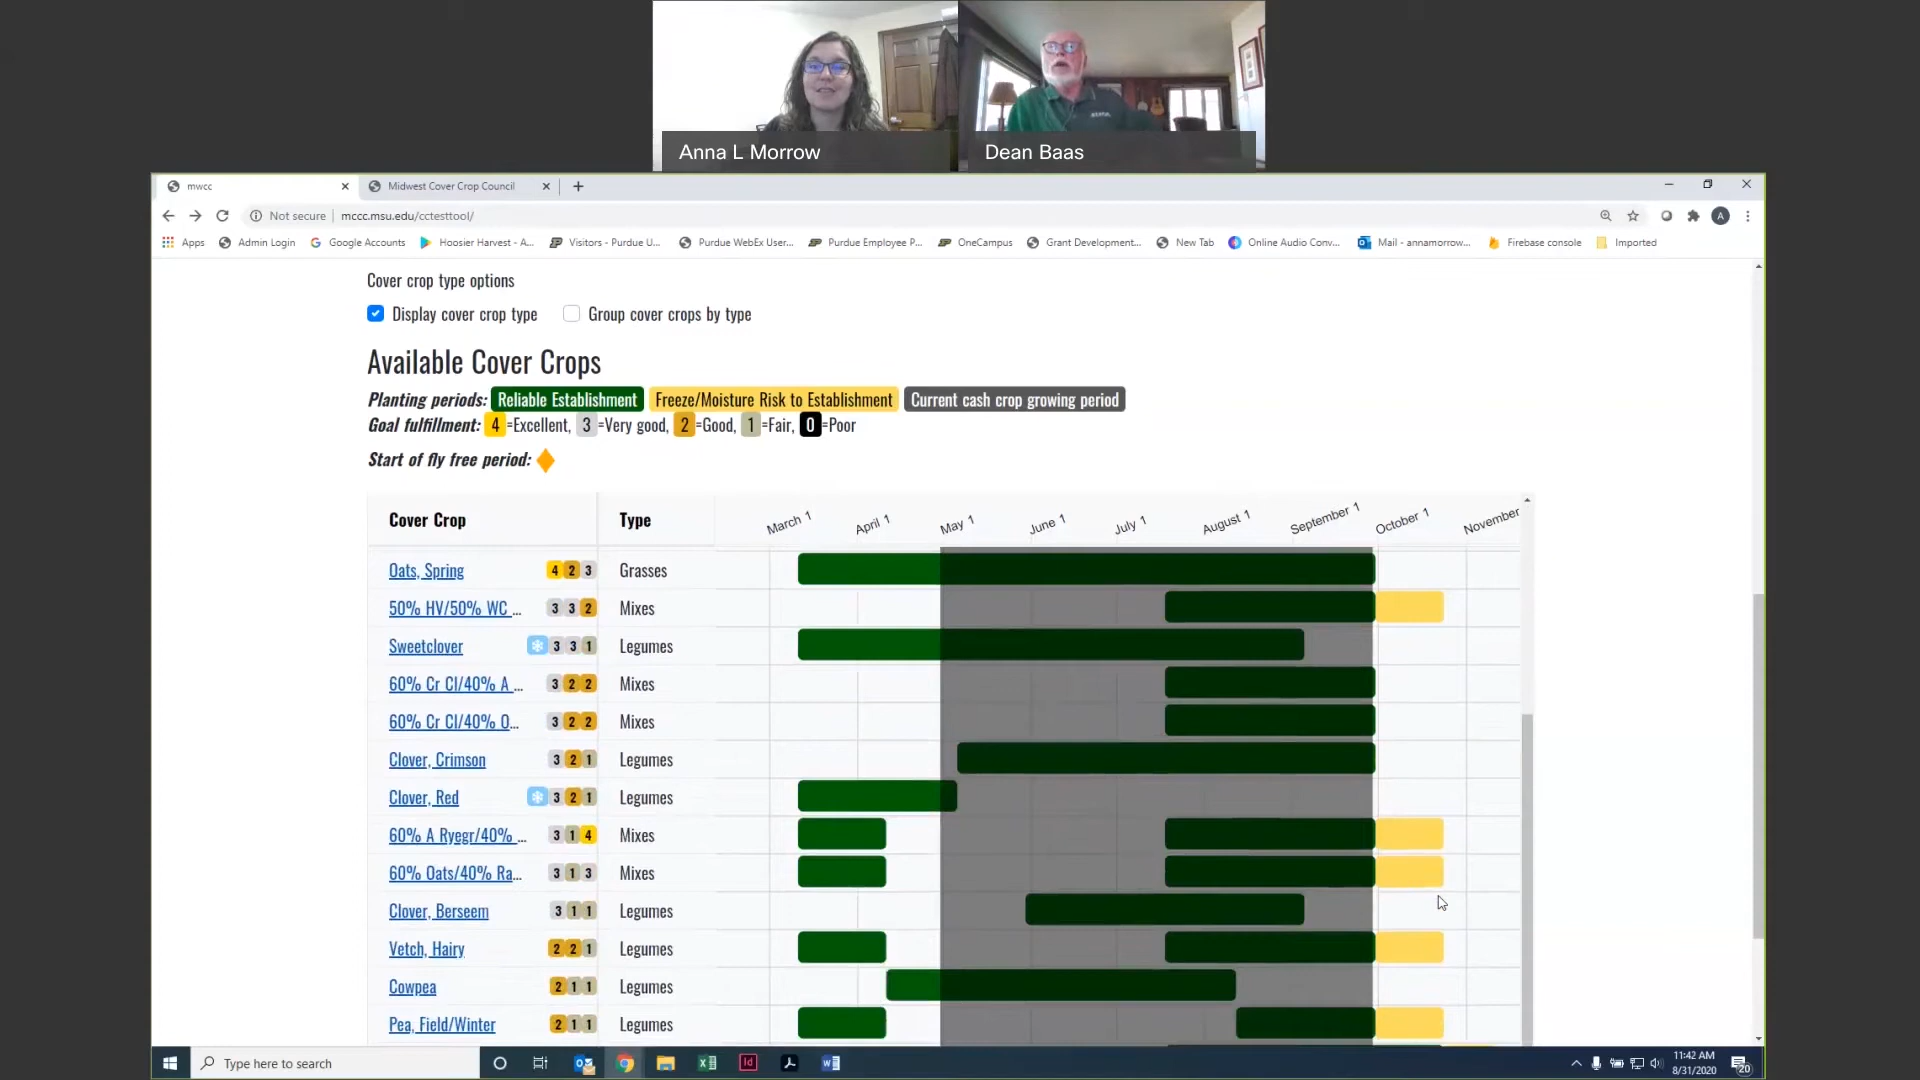 Anna L Morrow
Dean Baas
mwcc
Midwest Cover Crop Council
Not secure | mccc.msu.edu/cctesttool/
A
Apps Admin Login Google Accounts Hoosier Harvest - A... Visitors - Purdue U... Purdue WebEx User... Purdue Employee P... OneCampus Grant Development... New Tab Online Audio Conv... Mail - annamorrow... Firebase console Imported
Cover crop type options
Display cover crop type Group cover crops by type
Available Cover Crops
Planting periods: Reliable Establishment Freeze/Moisture Risk to Establishment Current cash crop growing period
Goal fulfillment: 4 =Excellent, 3 =Very good, 2 =Good, 1 =Fair, 0 =Poor
Start of fly free period:
Cover Crop Type March 1 April 1 May 1 June 1 July 1 August 1 September 1 October 1 November
Oats, Spring 4 2 3 Grasses
50% HV/50% WC ... 3 3 2 Mixes
Sweetclover 3 3 1 Legumes
60% Cr Cl/40% A ... 3 2 2 Mixes
60% Cr Cl/40% O... 3 2 2 Mixes
Clover, Crimson 3 2 1 Legumes
Clover, Red 3 2 1 Legumes
60% A Ryegr/40% ... 3 1 4 Mixes
60% Oats/40% Ra... 3 1 3 Mixes
Clover, Berseem 3 1 1 Legumes
Vetch, Hairy 2 2 1 Legumes
Cowpea 2 1 1 Legumes
Pea, Field/Winter 2 1 1 Legumes
Type here to search
11:42 AM
8/31/2020
20